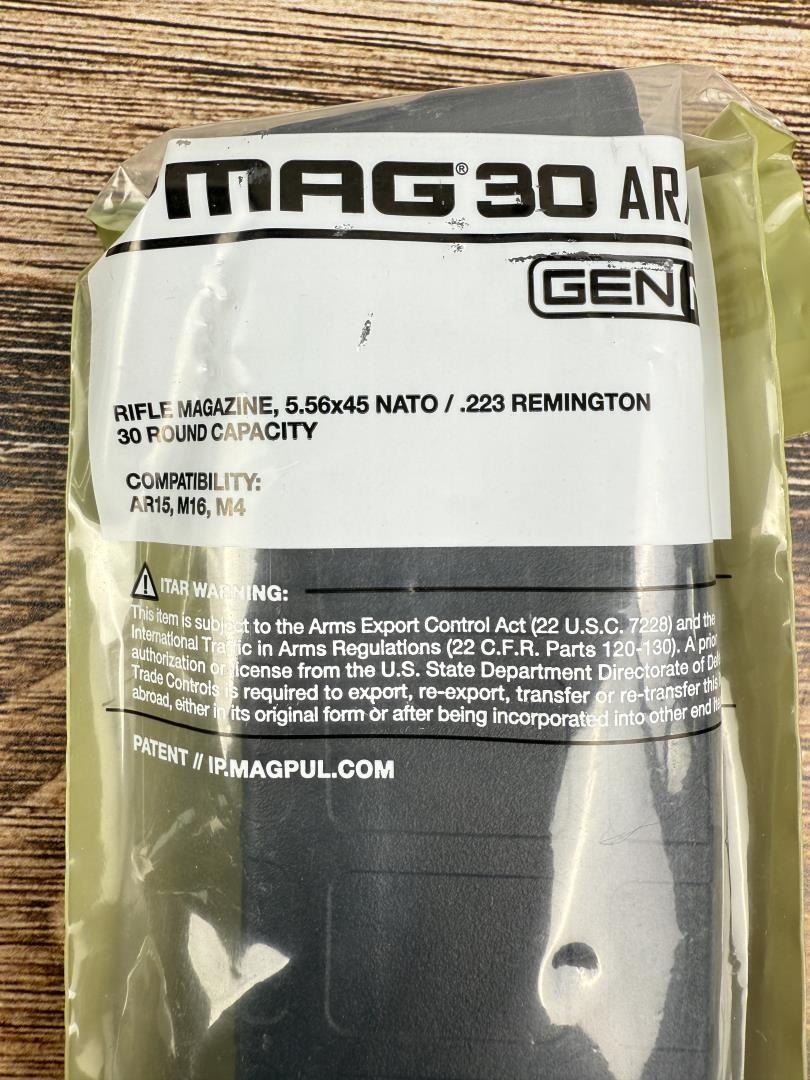 MAG® 30 AR
GEN
RIFLE MAGAZINE, 5.56x45 NATO / .223 REMINGTON
30 ROUND CAPACITY
COMPATIBILITY:
AR15, M16, M4
ITAR WARNING:
This item is subject to the Arms Export Control Act (22 U.S.C. 7228) and the
International Traffic in Arms Regulations (22 C.F.R. Parts 120-130). A prior
authorization or license from the U.S. State Department Directorate of
Trade Controls is required to export, re-export, transfer or re-transfer this
abroad, either in its original form or after being incorporated into other end
PATENT // IP.MAGPUL.COM